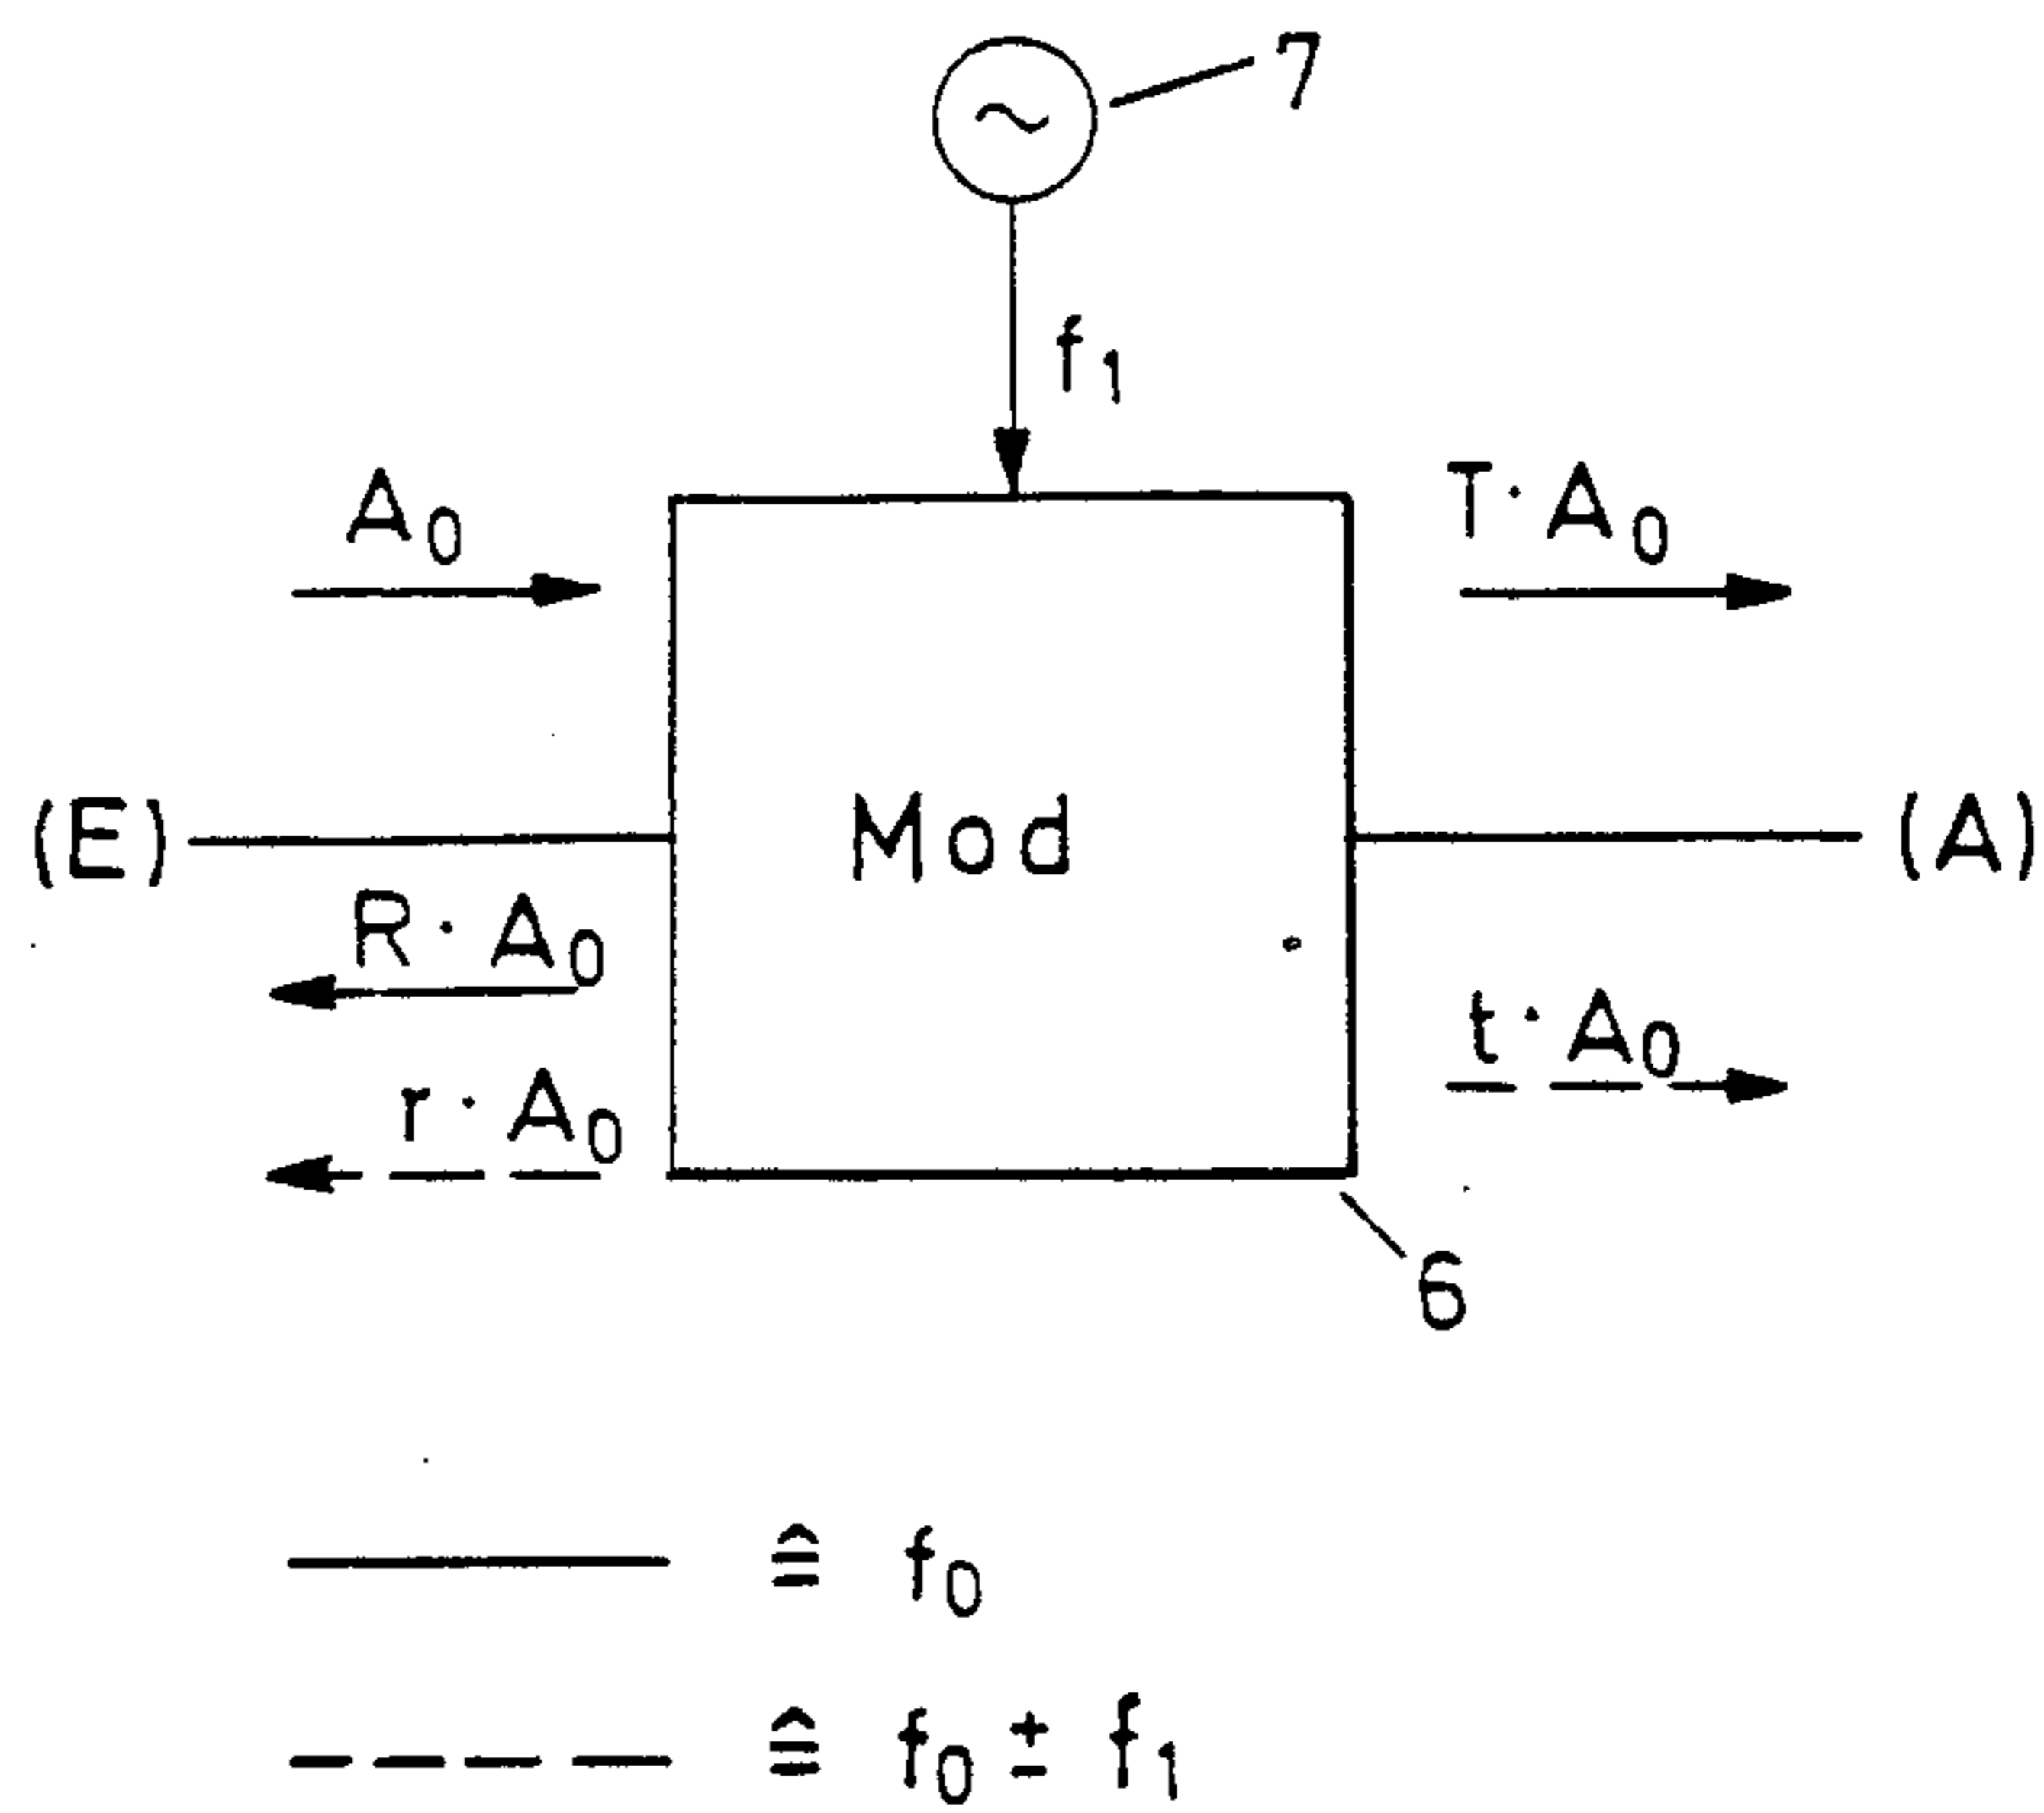 7
f₁
A₀
T·A₀
(E)
Mod
(A)
R·A₀
t·A₀
r·A₀
6
≙ f₀
≙ f₀ ± f₁